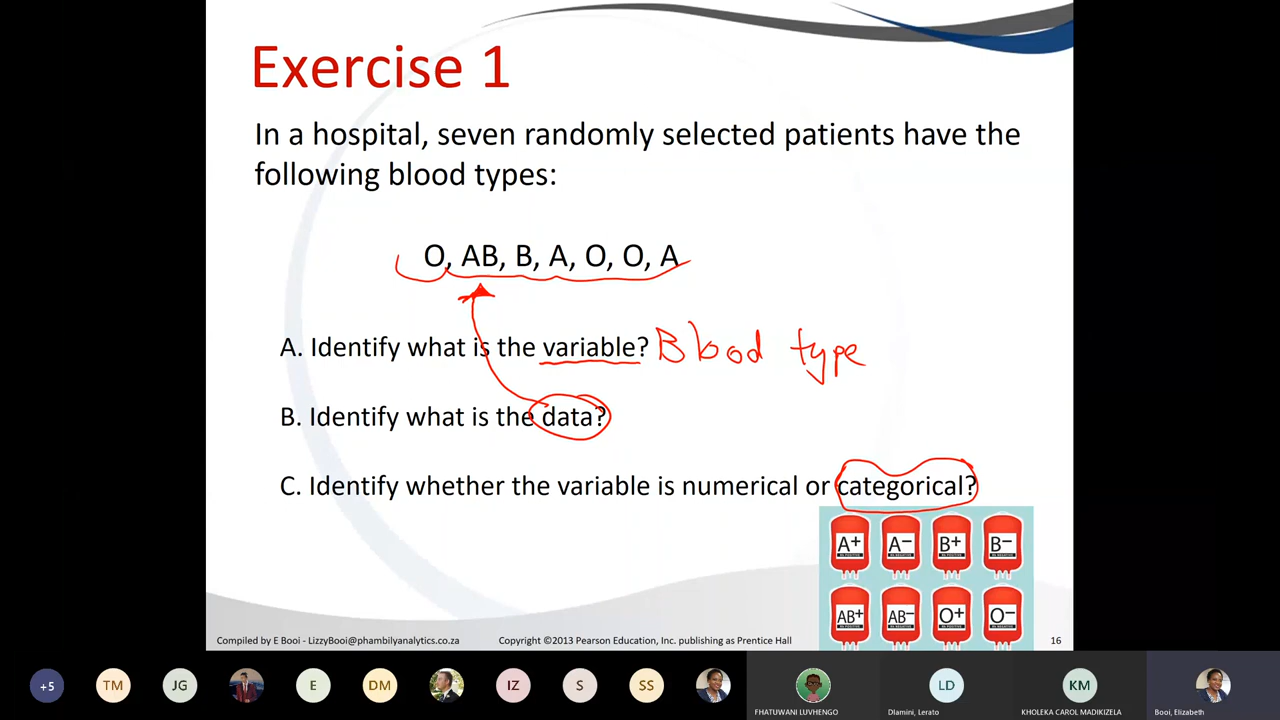 Exercise 1
In a hospital, seven randomly selected patients have the
following blood types:
O, AB, B, A, O, O, A
A. Identify what is the variable? Blood type
B. Identify what is the data?
C. Identify whether the variable is numerical or categorical?
A+ A− B+ B−
AB+ AB− O+ O−
Compiled by E Booi - LizzyBooi@phambilyanalytics.co.za Copyright ©2013 Pearson Education, Inc. publishing as Prentice Hall 16
+5 TM JG E DM IZ S SS LD KM
FHATUWANI LUVHENGO Dlamini, Lerato KHOLEKA CAROL MADIKIZELA Booi, Elizabeth